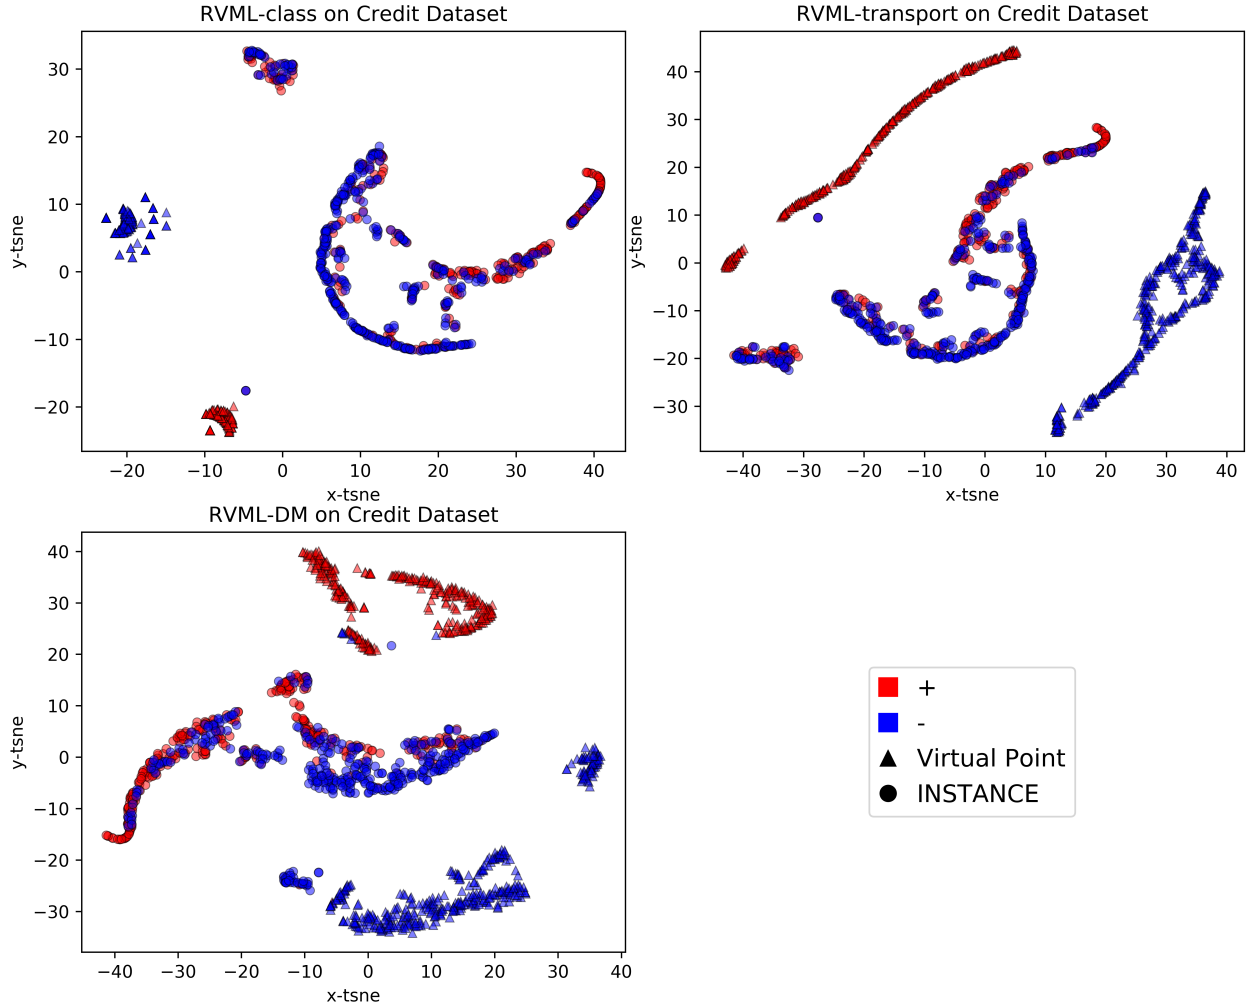 RVML-class on Credit Dataset
30
20
10
0
−10
−20
y-tsne
−20 −10 0 10 20 30 40
x-tsne
RVML-transport on Credit Dataset
40
30
20
10
0
−10
−20
−30
y-tsne
−40 −30 −20 −10 0 10 20 30 40
x-tsne
RVML-DM on Credit Dataset
40
30
20
10
0
−10
−20
−30
y-tsne
−40 −30 −20 −10 0 10 20 30 40
x-tsne
+
-
Virtual Point
INSTANCE